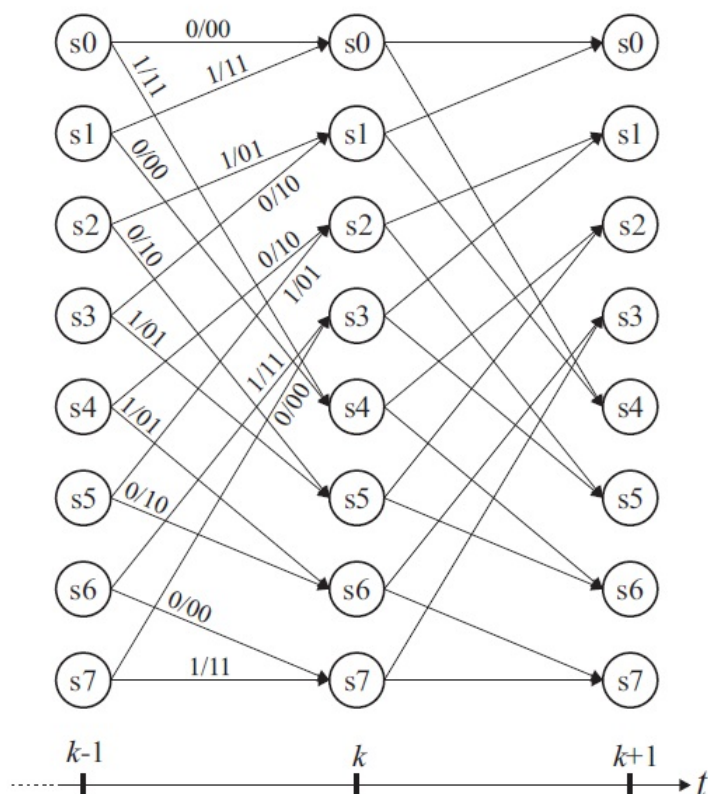 s0 0/00 s0 s0
1/11
1/11
s1 s1 s1
0/00
1/01
0/10
s2 s2 s2
0/10
0/10
1/01
s3 s3 s3
1/01
1/11
0/00
s4 s4 s4
1/01
s5 s5 s5
0/10
s6 s6 s6
0/00
s7 1/11 s7 s7
k-1 k k+1
t